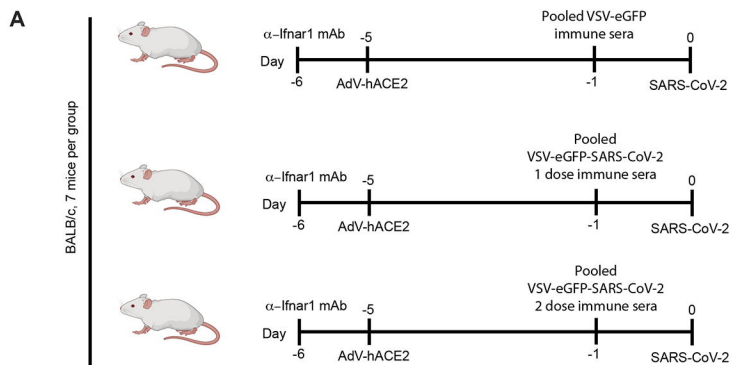 A
BALB/c, 7 mice per group
Pooled VSV-eGFP
immune sera
α-Ifnar1 mAb
-5
0
Day
-6
AdV-hACE2
-1
SARS-CoV-2
Pooled
VSV-eGFP-SARS-CoV-2
1 dose immune sera
α-Ifnar1 mAb
-5
0
Day
-6
AdV-hACE2
-1
SARS-CoV-2
Pooled
VSV-eGFP-SARS-CoV-2
2 dose immune sera
α-Ifnar1 mAb
-5
0
Day
-6
AdV-hACE2
-1
SARS-CoV-2